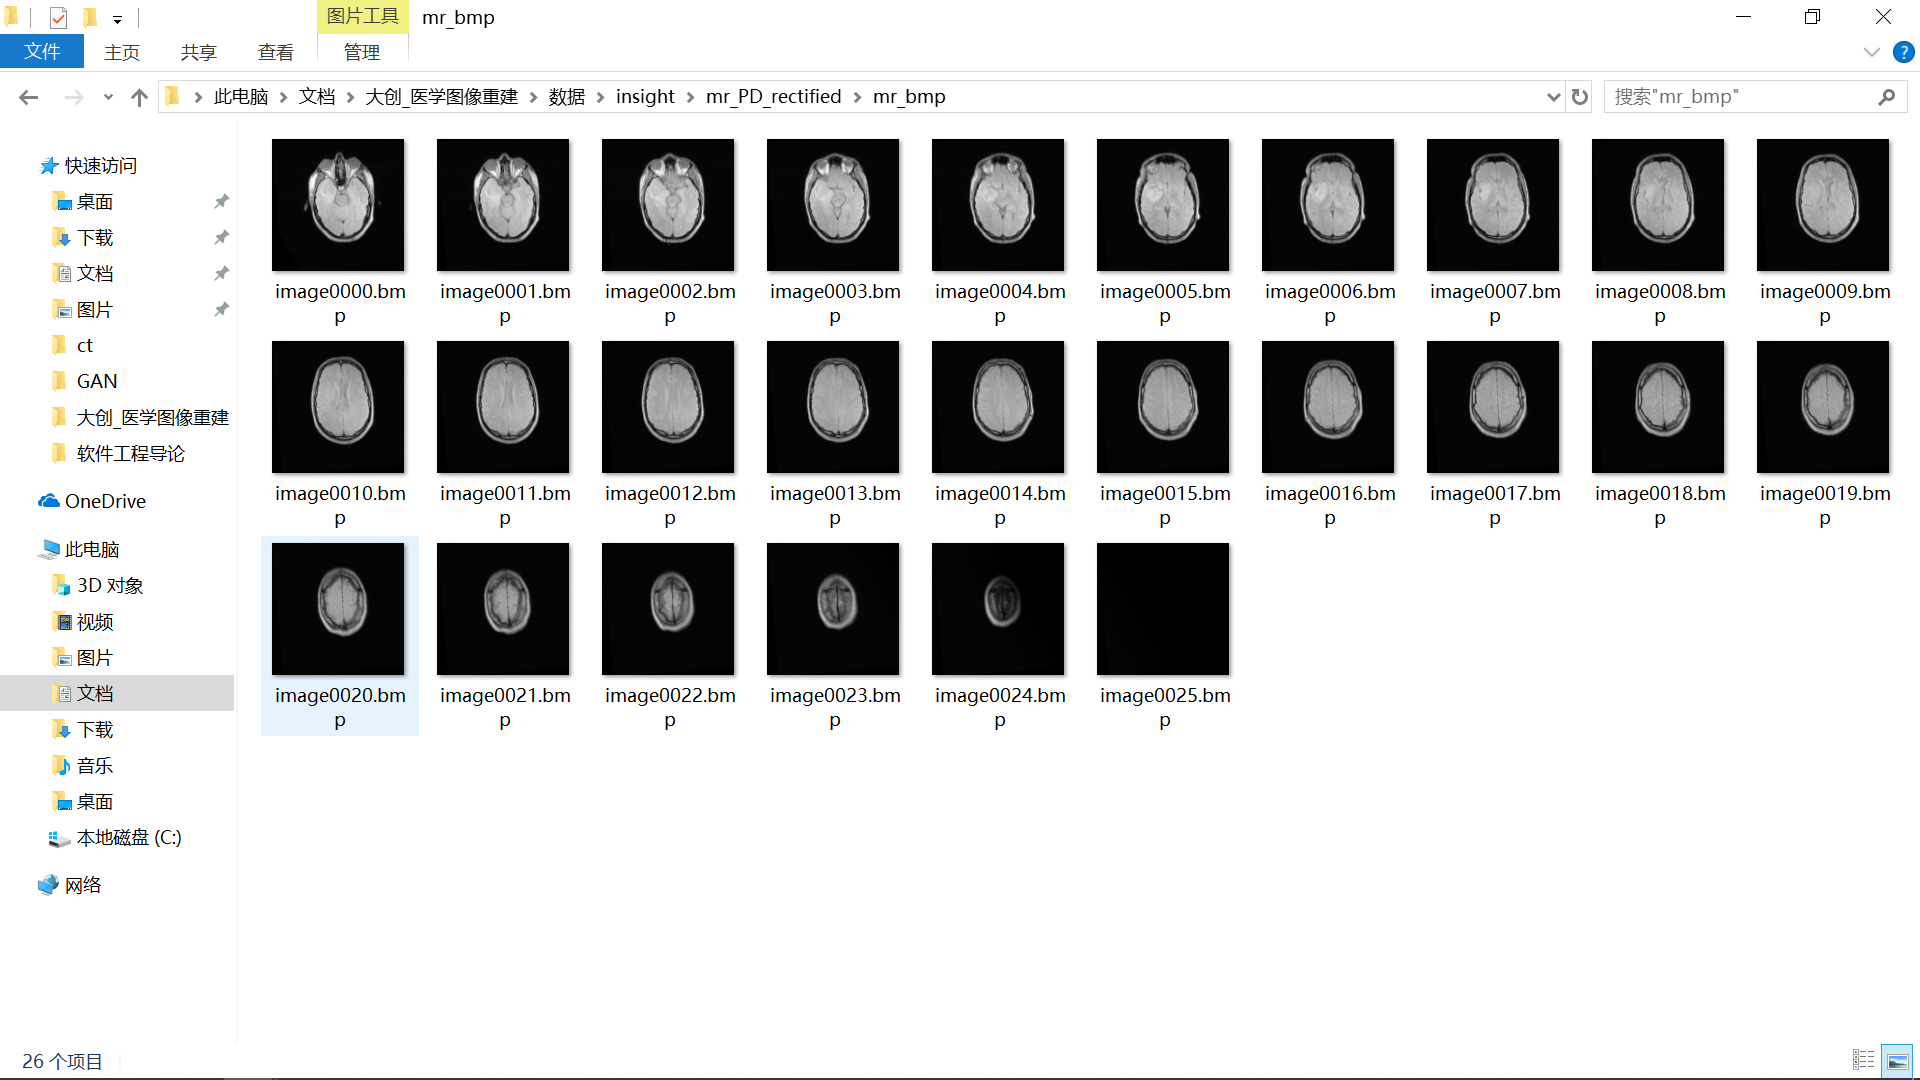 图片工具
mr_bmp
文件
主页
共享
查看
管理
此电脑
文档
大创_医学图像重建
数据
insight
mr_PD_rectified
mr_bmp
搜索"mr_bmp"
快速访问
桌面
下载
文档
图片
ct
GAN
大创_医学图像重建
软件工程导论
OneDrive
此电脑
3D 对象
视频
图片
文档
下载
音乐
桌面
本地磁盘 (C:)
网络
image0000.bm
p
image0001.bm
p
image0002.bm
p
image0003.bm
p
image0004.bm
p
image0005.bm
p
image0006.bm
p
image0007.bm
p
image0008.bm
p
image0009.bm
p
image0010.bm
p
image0011.bm
p
image0012.bm
p
image0013.bm
p
image0014.bm
p
image0015.bm
p
image0016.bm
p
image0017.bm
p
image0018.bm
p
image0019.bm
p
image0020.bm
p
image0021.bm
p
image0022.bm
p
image0023.bm
p
image0024.bm
p
image0025.bm
p
26 个项目